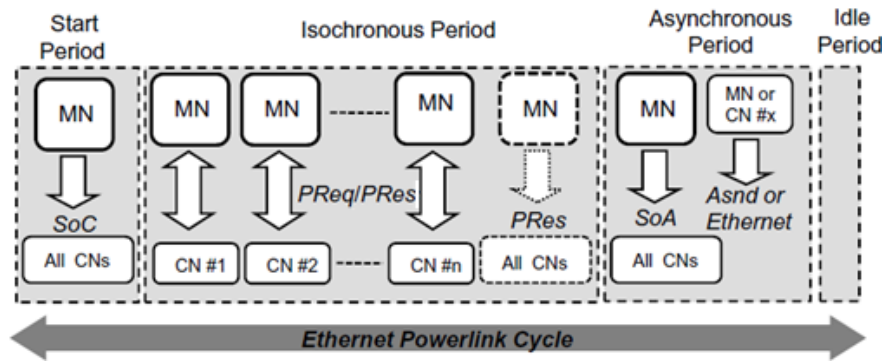 Start
Period
Isochronous Period
Asynchronous
Period
Idle
Period
MN
MN
MN
MN
MN
MN
MN or
CN #x
PReq/PRes
SoC
PRes
SoA
Asnd or
Ethernet
All CNs
CN #1
CN #2
CN #n
All CNs
All CNs
Ethernet Powerlink Cycle